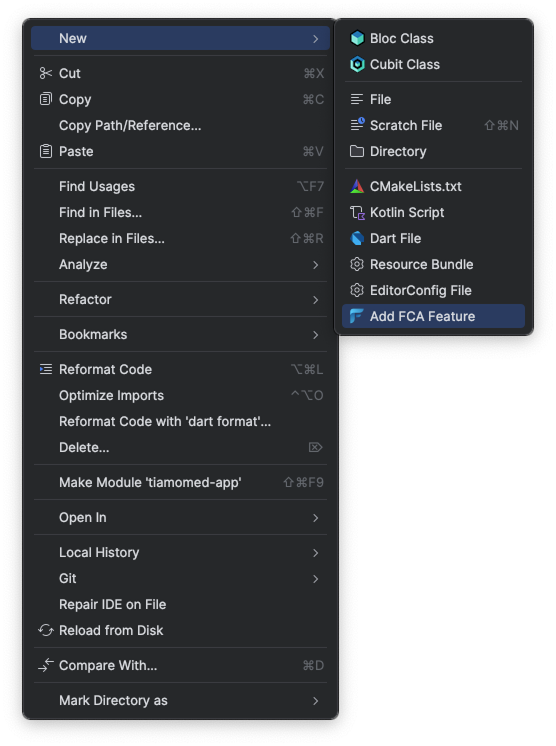 New
Cut ⌘X
Copy ⌘C
Copy Path/Reference...
Paste ⌘V
Find Usages ⌥F7
Find in Files... ⇧⌘F
Replace in Files... ⇧⌘R
Analyze
Refactor
Bookmarks
Reformat Code ⌥⌘L
Optimize Imports ^⌥O
Reformat Code with 'dart format'...
Delete... ⌦
Make Module 'tiamomed-app' ⇧⌘F9
Open In
Local History
Git
Repair IDE on File
Reload from Disk
Compare With... ⌘D
Mark Directory as
Bloc Class
Cubit Class
File
Scratch File ⇧⌘N
Directory
CMakeLists.txt
Kotlin Script
Dart File
Resource Bundle
EditorConfig File
Add FCA Feature